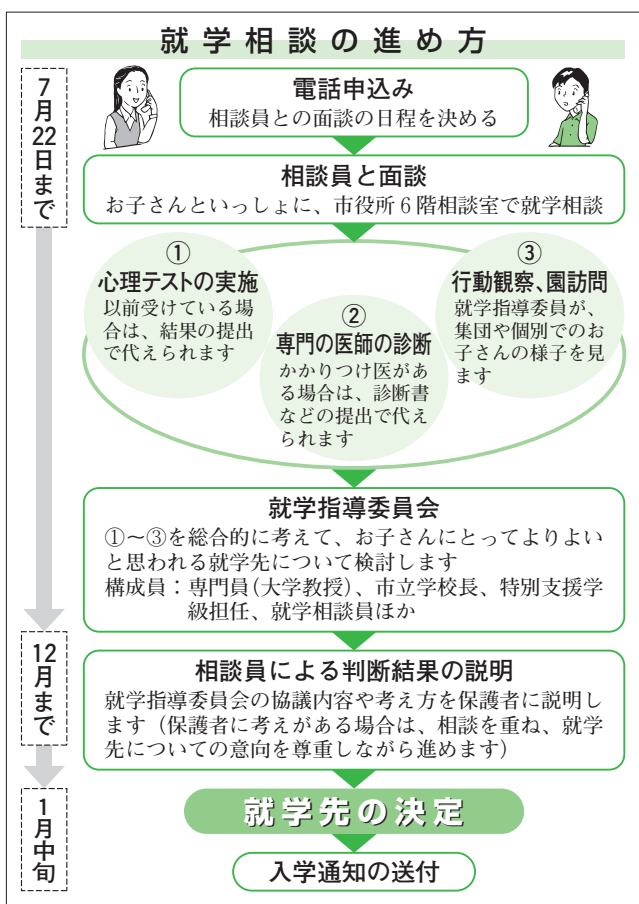 就学相談の進め方
7月22日まで
電話申込み
相談員との面談の日程を決める
相談員と面談
お子さんといっしょに、市役所6階相談室で就学相談
①
心理テストの実施
以前受けている場
合は、結果の提出
で代えられます
②
専門の医師の診断
かかりつけ医があ
る場合は、診断書
などの提出で代え
られます
③
行動観察、園訪問
就学指導委員が、
集団や個別でのお
子さんの様子を見
ます
就学指導委員会
①~③を総合的に考えて、お子さんにとってよりよい
と思われる就学先について検討します
構成員:専門員(大学教授)、市立学校長、特別支援学
級担任、就学相談員ほか
12月まで
相談員による判断結果の説明
就学指導委員会の協議内容や考え方を保護者に説明し
ます(保護者に考えがある場合は、相談を重ね、就学
先についての意向を尊重しながら進めます)
1月中旬
就学先の決定
入学通知の送付